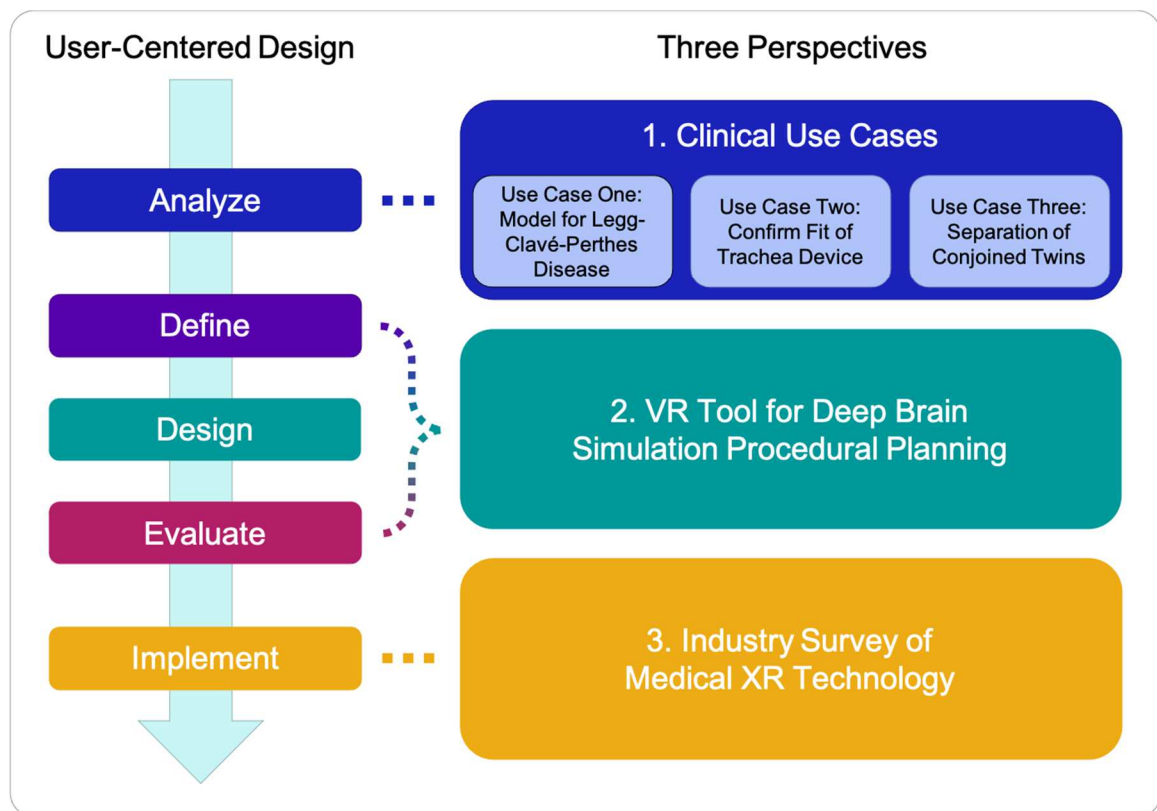 User-Centered Design
Three Perspectives
Analyze
Define
Design
Evaluate
Implement
1. Clinical Use Cases
Use Case One:
Model for Legg-
Clavé-Perthes
Disease
Use Case Two:
Confirm Fit of
Trachea Device
Use Case Three:
Separation of
Conjoined Twins
2. VR Tool for Deep Brain
Simulation Procedural Planning
3. Industry Survey of
Medical XR Technology